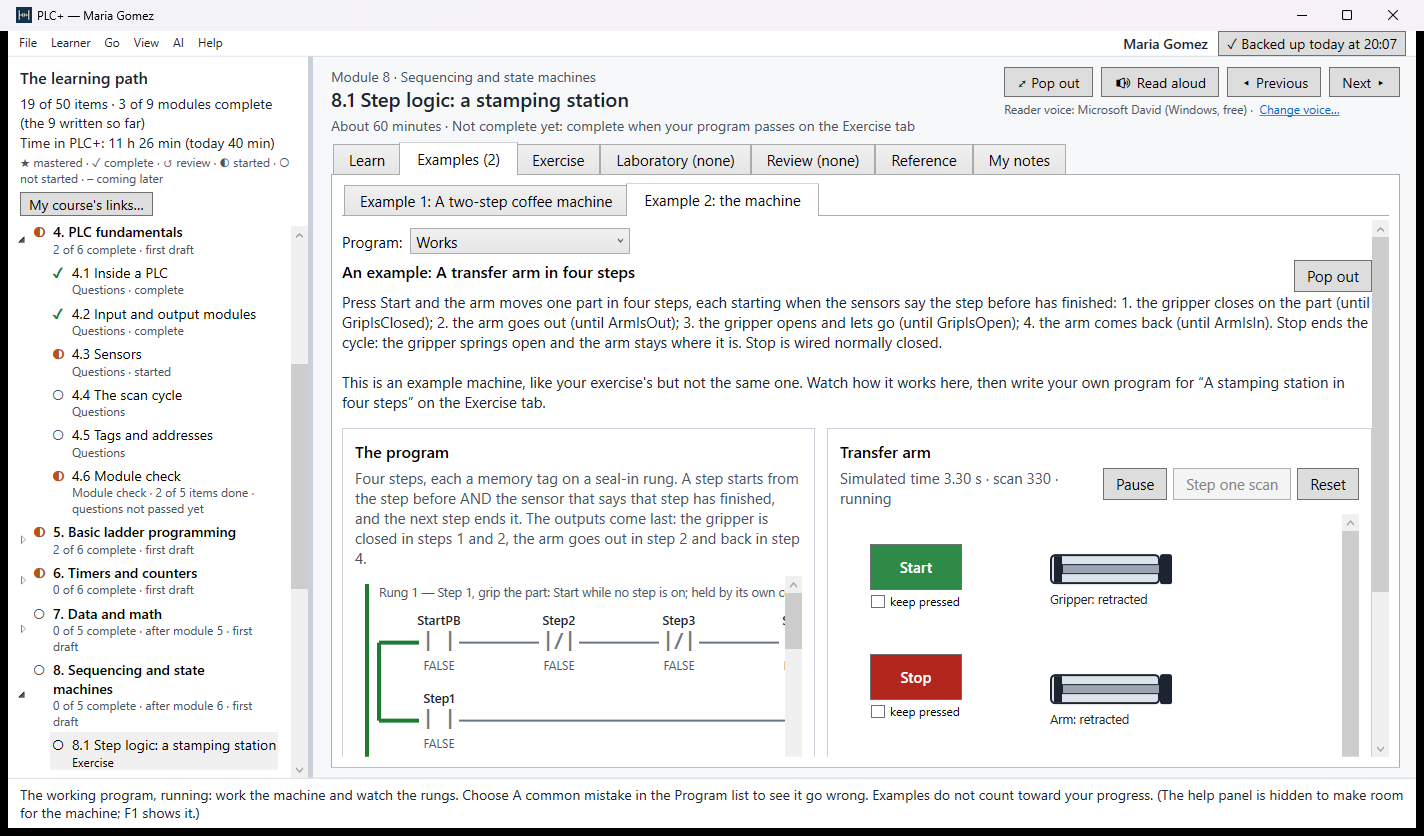 PLC+ — Maria Gomez
File Learner Go View AI Help
Maria Gomez
✓ Backed up today at 20:07
The learning path
19 of 50 items · 3 of 9 modules complete
(the 9 written so far)
Time in PLC+: 11 h 26 min (today 40 min)
★ mastered · ✓ complete · ↺ review · ◐ started · ○
not started · – coming later
My course's links...
4. PLC fundamentals
2 of 6 complete · first draft
4.1 Inside a PLC
Questions · complete
4.2 Input and output modules
Questions · complete
4.3 Sensors
Questions · started
4.4 The scan cycle
Questions
4.5 Tags and addresses
Questions
4.6 Module check
Module check · 2 of 5 items done ·
questions not passed yet
5. Basic ladder programming
2 of 6 complete · first draft
6. Timers and counters
0 of 6 complete · first draft
7. Data and math
0 of 5 complete · after module 5 · first
draft
8. Sequencing and state
machines
0 of 5 complete · after module 6 · first
draft
8.1 Step logic: a stamping station
Exercise
Module 8 · Sequencing and state machines
8.1 Step logic: a stamping station
About 60 minutes · Not complete yet: complete when your program passes on the Exercise tab
Pop out
Read aloud
Previous
Next
Reader voice: Microsoft David (Windows, free) · Change voice...
Learn
Examples (2)
Exercise
Laboratory (none)
Review (none)
Reference
My notes
Example 1: A two-step coffee machine
Example 2: the machine
Program: Works
An example: A transfer arm in four steps
Pop out
Press Start and the arm moves one part in four steps, each starting when the sensors say the step before has finished: 1. the gripper closes on the part (until
GripIsClosed); 2. the arm goes out (until ArmIsOut); 3. the gripper opens and lets go (until GripIsOpen); 4. the arm comes back (until ArmIsIn). Stop ends the
cycle: the gripper springs open and the arm stays where it is. Stop is wired normally closed.
This is an example machine, like your exercise's but not the same one. Watch how it works here, then write your own program for “A stamping station in
four steps” on the Exercise tab.
The program
Four steps, each a memory tag on a seal-in rung. A step starts from
the step before AND the sensor that says that step has finished,
and the next step ends it. The outputs come last: the gripper is
closed in steps 1 and 2, the arm goes out in step 2 and back in step
4.
Rung 1 — Step 1, grip the part: Start while no step is on; held by its own
StartPB
Step2
Step3
FALSE
FALSE
FALSE
Step1
FALSE
Transfer arm
Simulated time 3.30 s · scan 330 ·
running
Pause
Step one scan
Reset
Start
keep pressed
Gripper: retracted
Stop
keep pressed
Arm: retracted
The working program, running: work the machine and watch the rungs. Choose A common mistake in the Program list to see it go wrong. Examples do not count toward your progress. (The help panel is hidden to make room
for the machine; F1 shows it.)